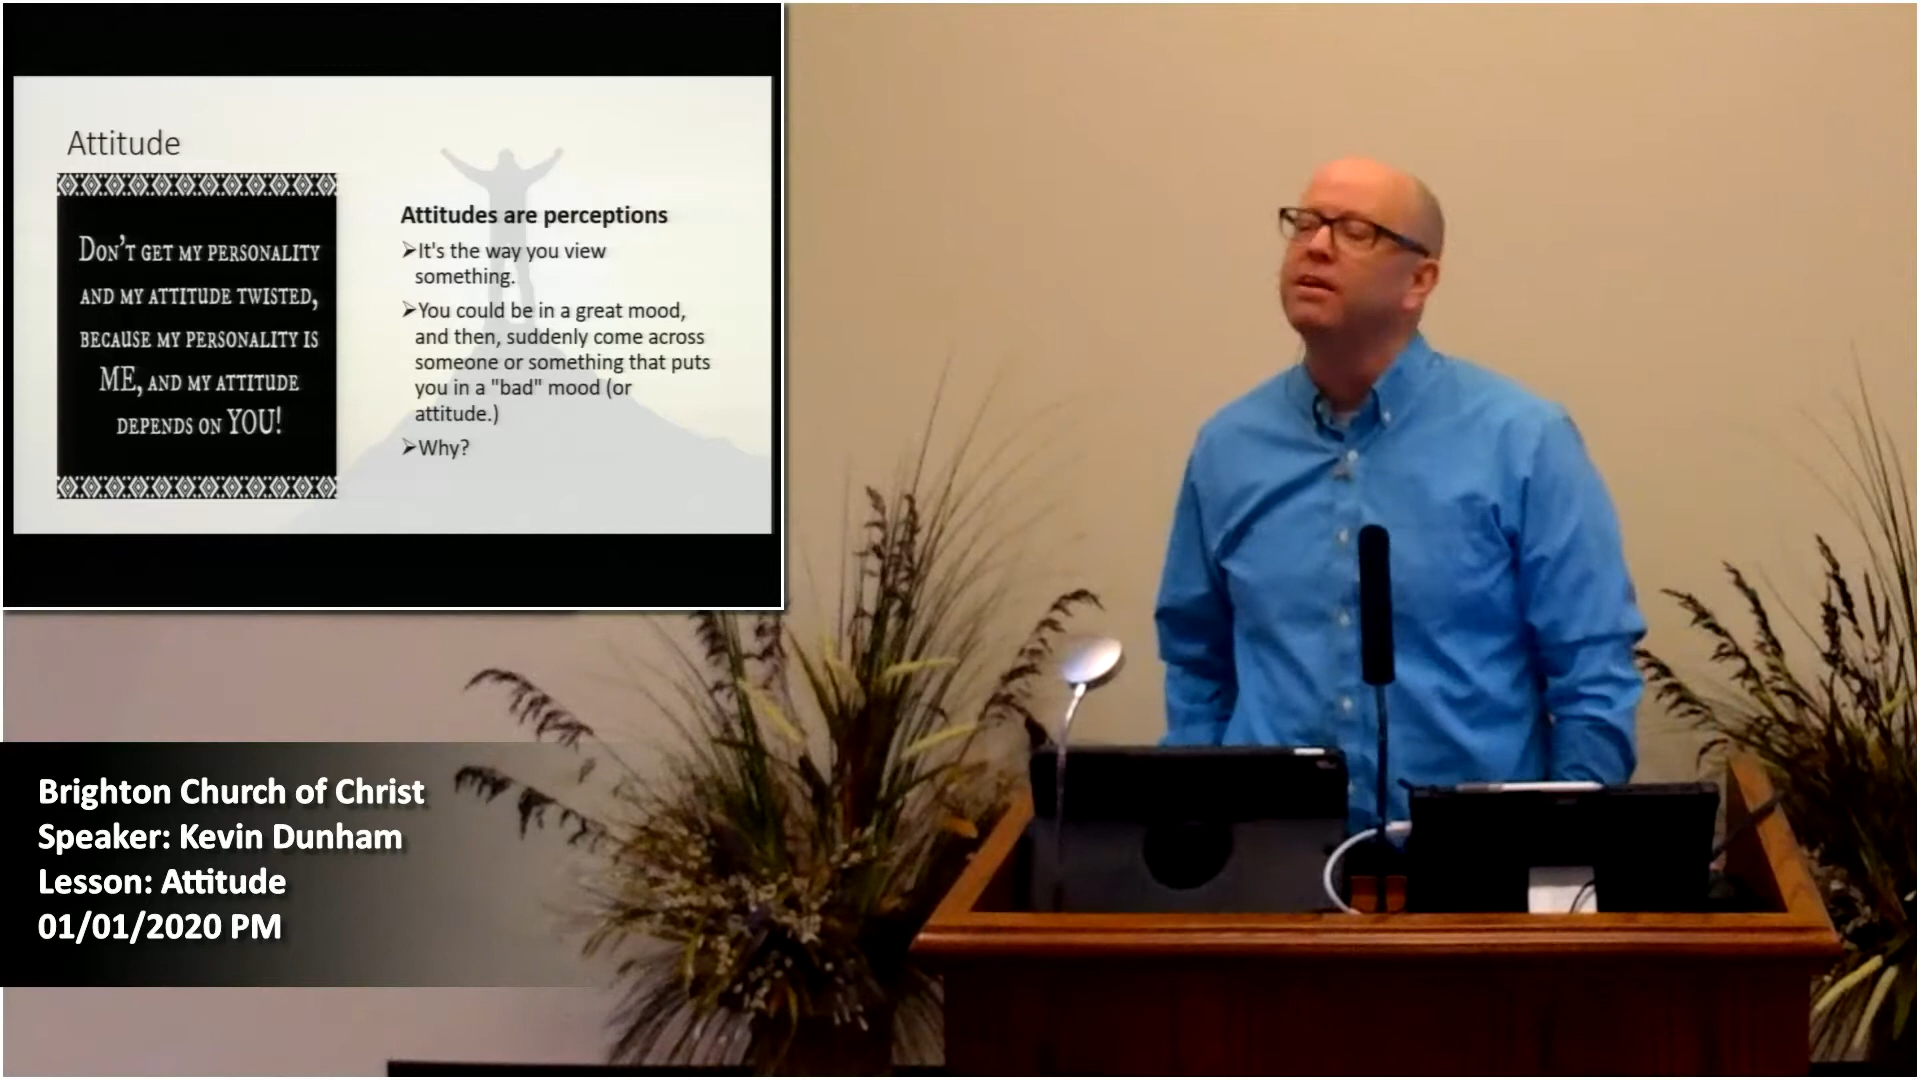 Attitude
DON'T GET MY PERSONALITY
AND MY ATTITUDE TWISTED,
BECAUSE MY PERSONALITY IS
ME, AND MY ATTITUDE
DEPENDS ON YOU!
Attitudes are perceptions
➢It's the way you view
something.
➢You could be in a great mood,
and then, suddenly come across
someone or something that puts
you in a "bad" mood (or
attitude.)
➢Why?
Brighton Church of Christ
Speaker: Kevin Dunham
Lesson: Attitude
01/01/2020 PM